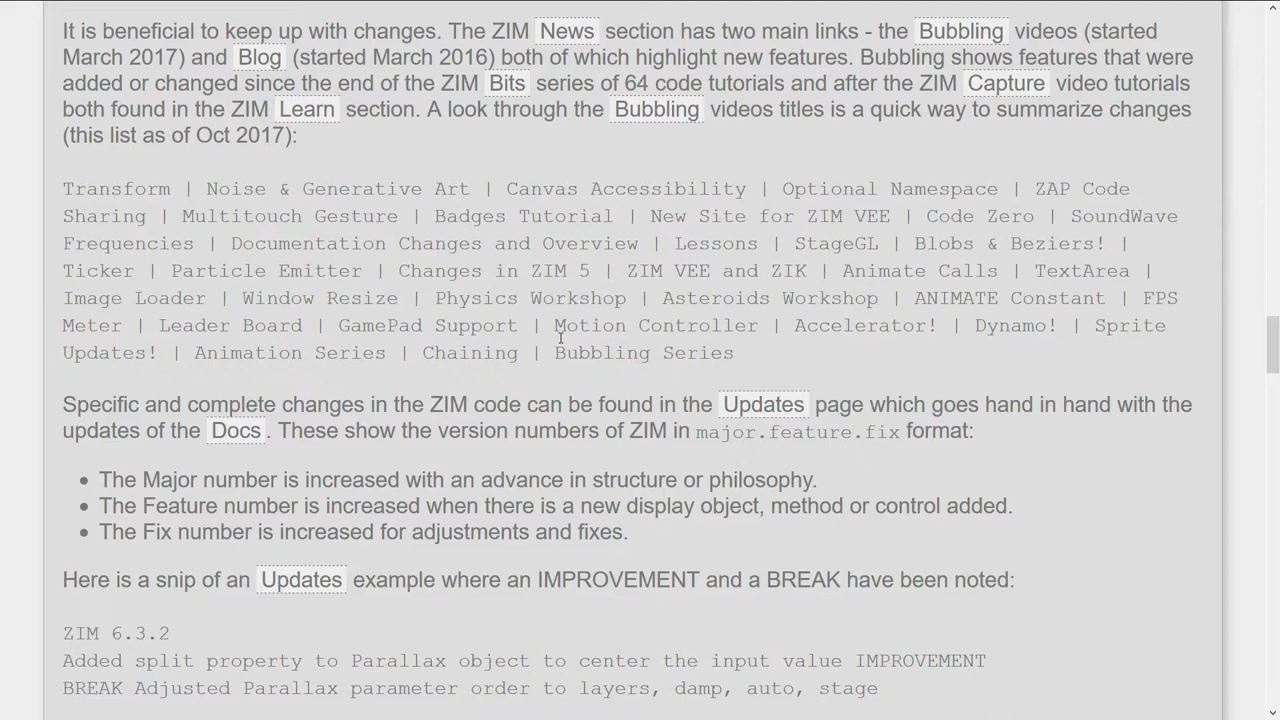 It is beneficial to keep up with changes. The ZIM News section has two main links - the Bubbling videos (started
March 2017) and Blog (started March 2016) both of which highlight new features. Bubbling shows features that were
added or changed since the end of the ZIM Bits series of 64 code tutorials and after the ZIM Capture video tutorials
both found in the ZIM Learn section. A look through the Bubbling videos titles is a quick way to summarize changes
(this list as of Oct 2017):
Transform | Noise & Generative Art | Canvas Accessibility | Optional Namespace | ZAP Code
Sharing | Multitouch Gesture | Badges Tutorial | New Site for ZIM VEE | Code Zero | SoundWave
Frequencies | Documentation Changes and Overview | Lessons | StageGL | Blobs & Beziers! |
Ticker | Particle Emitter | Changes in ZIM 5 | ZIM VEE and ZIK | Animate Calls | TextArea |
Image Loader | Window Resize | Physics Workshop | Asteroids Workshop | ANIMATE Constant | FPS
Meter | Leader Board | GamePad Support | Motion Controller | Accelerator! | Dynamo! | Sprite
Updates! | Animation Series | Chaining | Bubbling Series
Specific and complete changes in the ZIM code can be found in the Updates page which goes hand in hand with the
updates of the Docs . These show the version numbers of ZIM in major.feature.fix format:
• The Major number is increased with an advance in structure or philosophy.
• The Feature number is increased when there is a new display object, method or control added.
• The Fix number is increased for adjustments and fixes.
Here is a snip of an Updates example where an IMPROVEMENT and a BREAK have been noted:
ZIM 6.3.2
Added split property to Parallax object to center the input value IMPROVEMENT
BREAK Adjusted Parallax parameter order to layers, damp, auto, stage